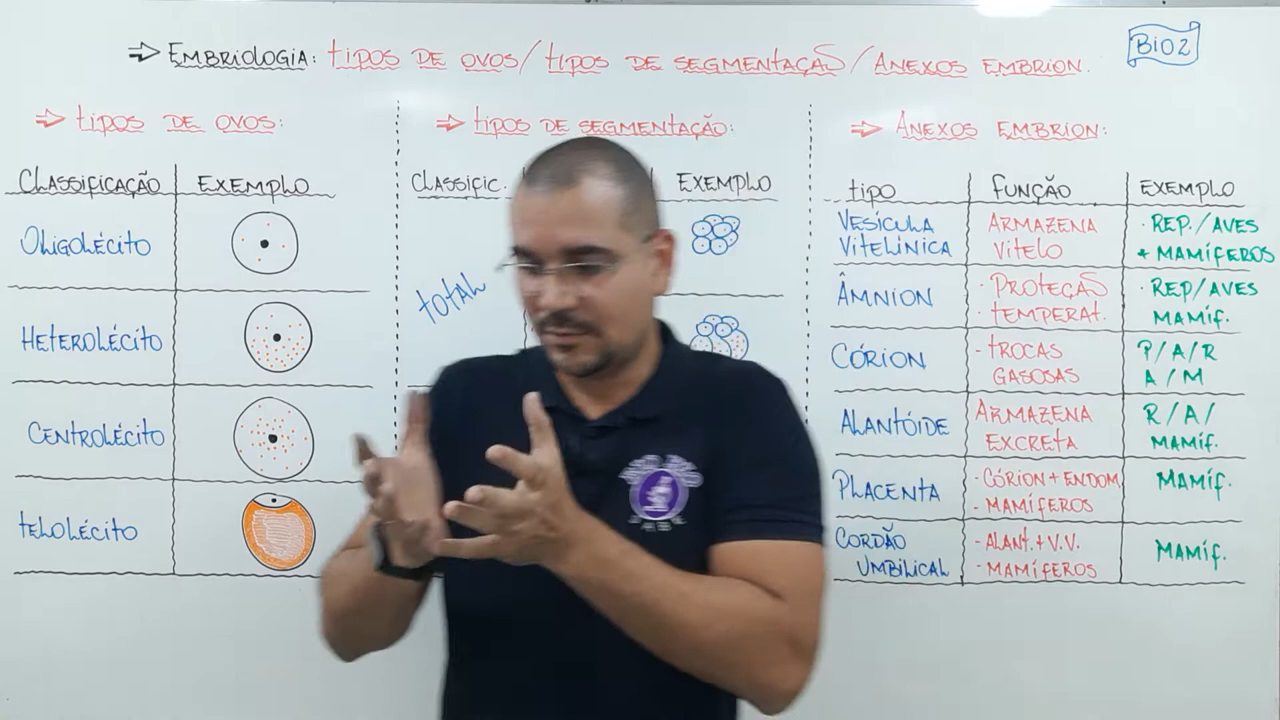 ⇨ EMBRIOLOGIA: TIPOS DE OVOS/TIPOS DE SEGMENTAÇÃO/ANEXOS EMBRION.
BIO2
⇨ TIPOS DE OVOS:
CLASSIFICAÇÃO EXEMPLO
OLIGOLÉCITO
HETEROLÉCITO
CENTROLÉCITO
TELOLÉCITO
⇨ TIPOS DE SEGMENTAÇÃO:
CLASSIFIC. EXEMPLO
TOTAL
⇨ ANEXOS EMBRION:
TIPO FUNÇÃO EXEMPLO
VESÍCULA ARMAZENA · REP./AVES
VITELINICA VITELO * MAMÍFEROS
ÂMNION · PROTEÇÃO · REP/AVES
· TEMPERAT. MAMÍF.
CÓRION - TROCAS P/A/R
GASOSAS A/M
ALANTÓIDE ARMAZENA R/A/
EXCRETA MAMÍF.
PLACENTA - CÓRION + ENDOM MAMÍF.
- MAMÍFEROS
CORDÃO - ALANT. + V.V. MAMÍF.
UMBILICAL - MAMÍFEROS